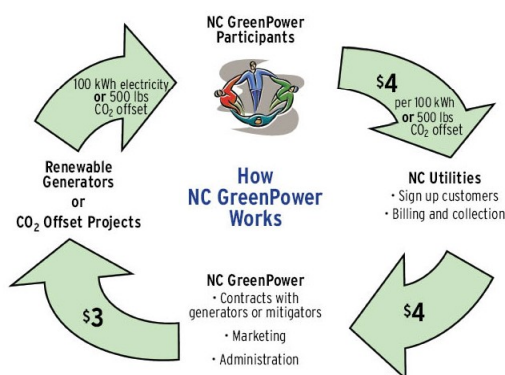 NC GreenPower
Participants
$4
per 100 kWh
or 500 lbs
CO₂ offset
NC Utilities
• Sign up customers
• Billing and collection
$4
NC GreenPower
• Contracts with
generators or mitigators
• Marketing
• Administration
$3
Renewable
Generators
or
CO₂ Offset Projects
100 kWh electricity
or 500 lbs
CO₂ offset
How
NC GreenPower
Works